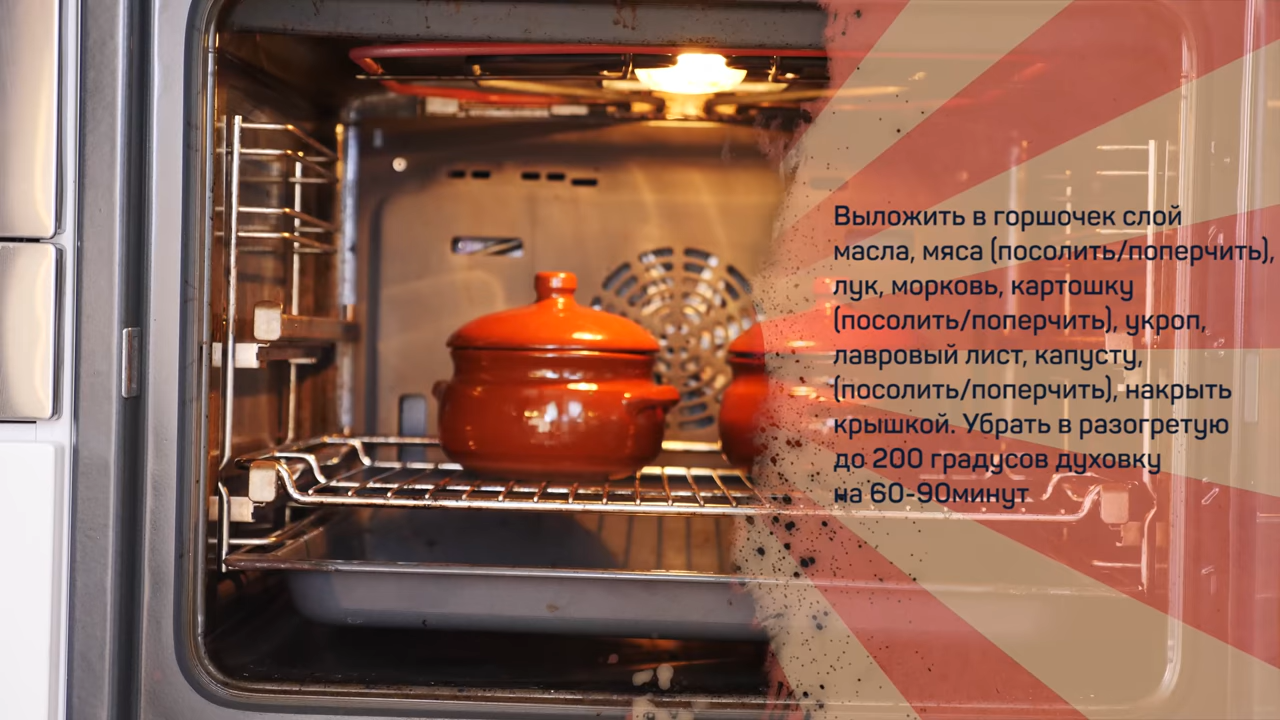 Выложить в горшочек слой
масла, мяса (посолить/поперчить),
лук, морковь, картошку
(посолить/поперчить), укроп,
лавровый лист, капусту,
(посолить/поперчить), накрыть
крышкой. Убрать в разогретую
до 200 градусов духовку
на 60-90минут